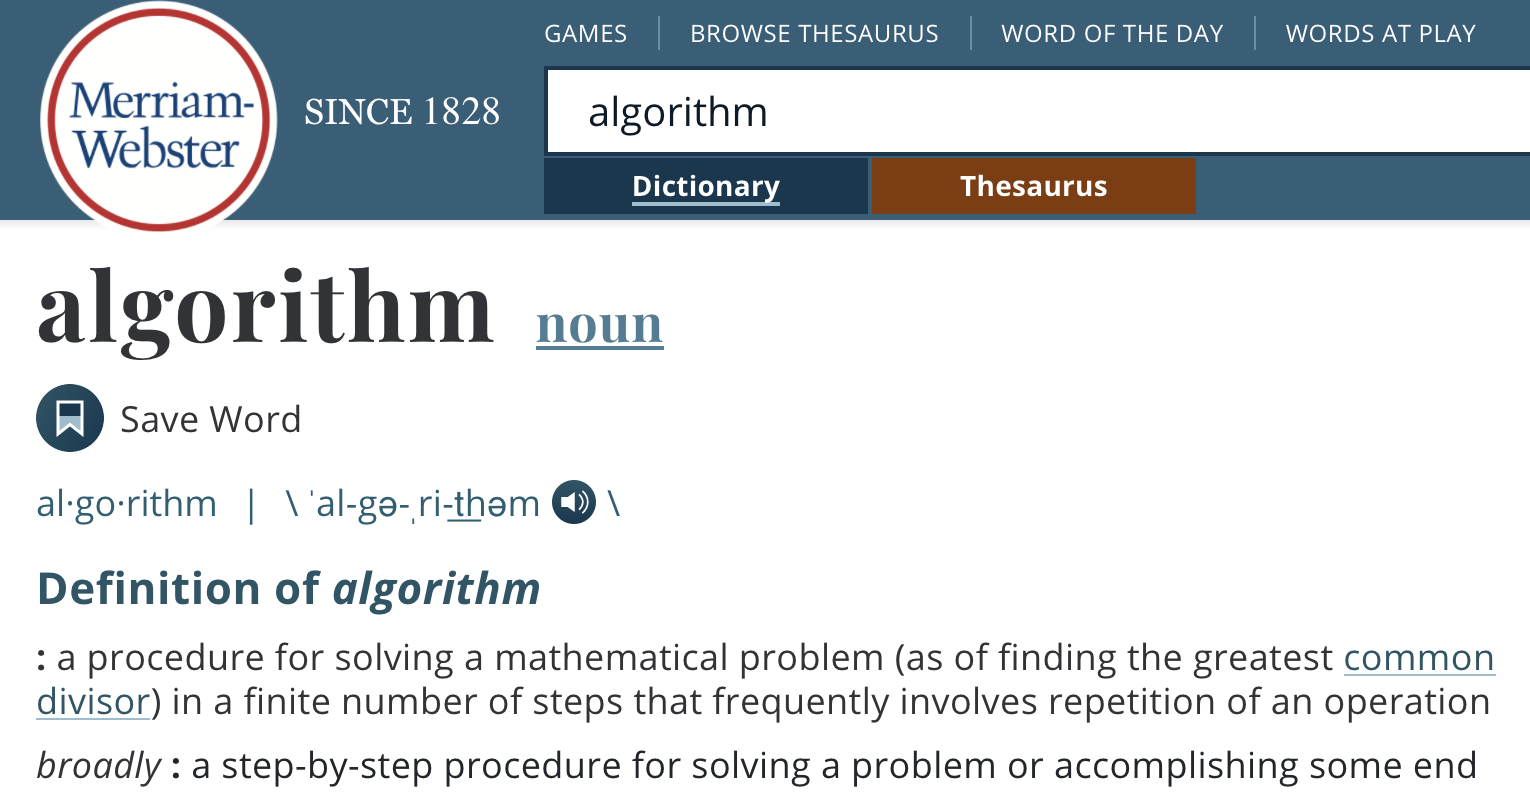 GAMES | BROWSE THESAURUS | WORD OF THE DAY | WORDS AT PLAY
Merriam-
Webster
SINCE 1828
algorithm
Dictionary Thesaurus
algorithm noun
Save Word
al·go·rithm | \ ˈal-gə-ˌri-t͟həm \
Definition of algorithm
: a procedure for solving a mathematical problem (as of finding the greatest common
divisor) in a finite number of steps that frequently involves repetition of an operation
broadly : a step-by-step procedure for solving a problem or accomplishing some end